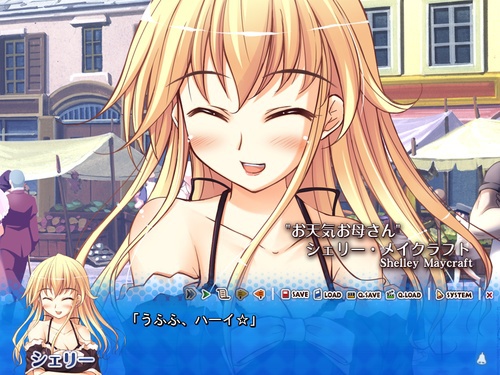 "お天気お母さん"
シェリー・メイクラフト
Shelley Maycraft
SAVE LOAD Q.SAVE Q.LOAD SYSTEM
「うふふ、ハーイ☆」
シェリー